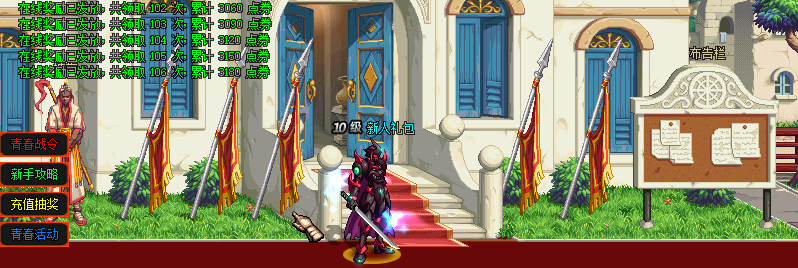 在线奖励已发放: 共领取 102 次: 累计 3060 点券
在线奖励已发放: 共领取 103 次: 累计 3090 点券
在线奖励已发放: 共领取 104 次: 累计 3120 点券
在线奖励已发放: 共领取 105 次: 累计 3150 点券
在线奖励已发放: 共领取 106 次: 累计 3180 点券
布告栏
10 级 新人礼包
青春战令
新手攻略
充值抽奖
青春活动